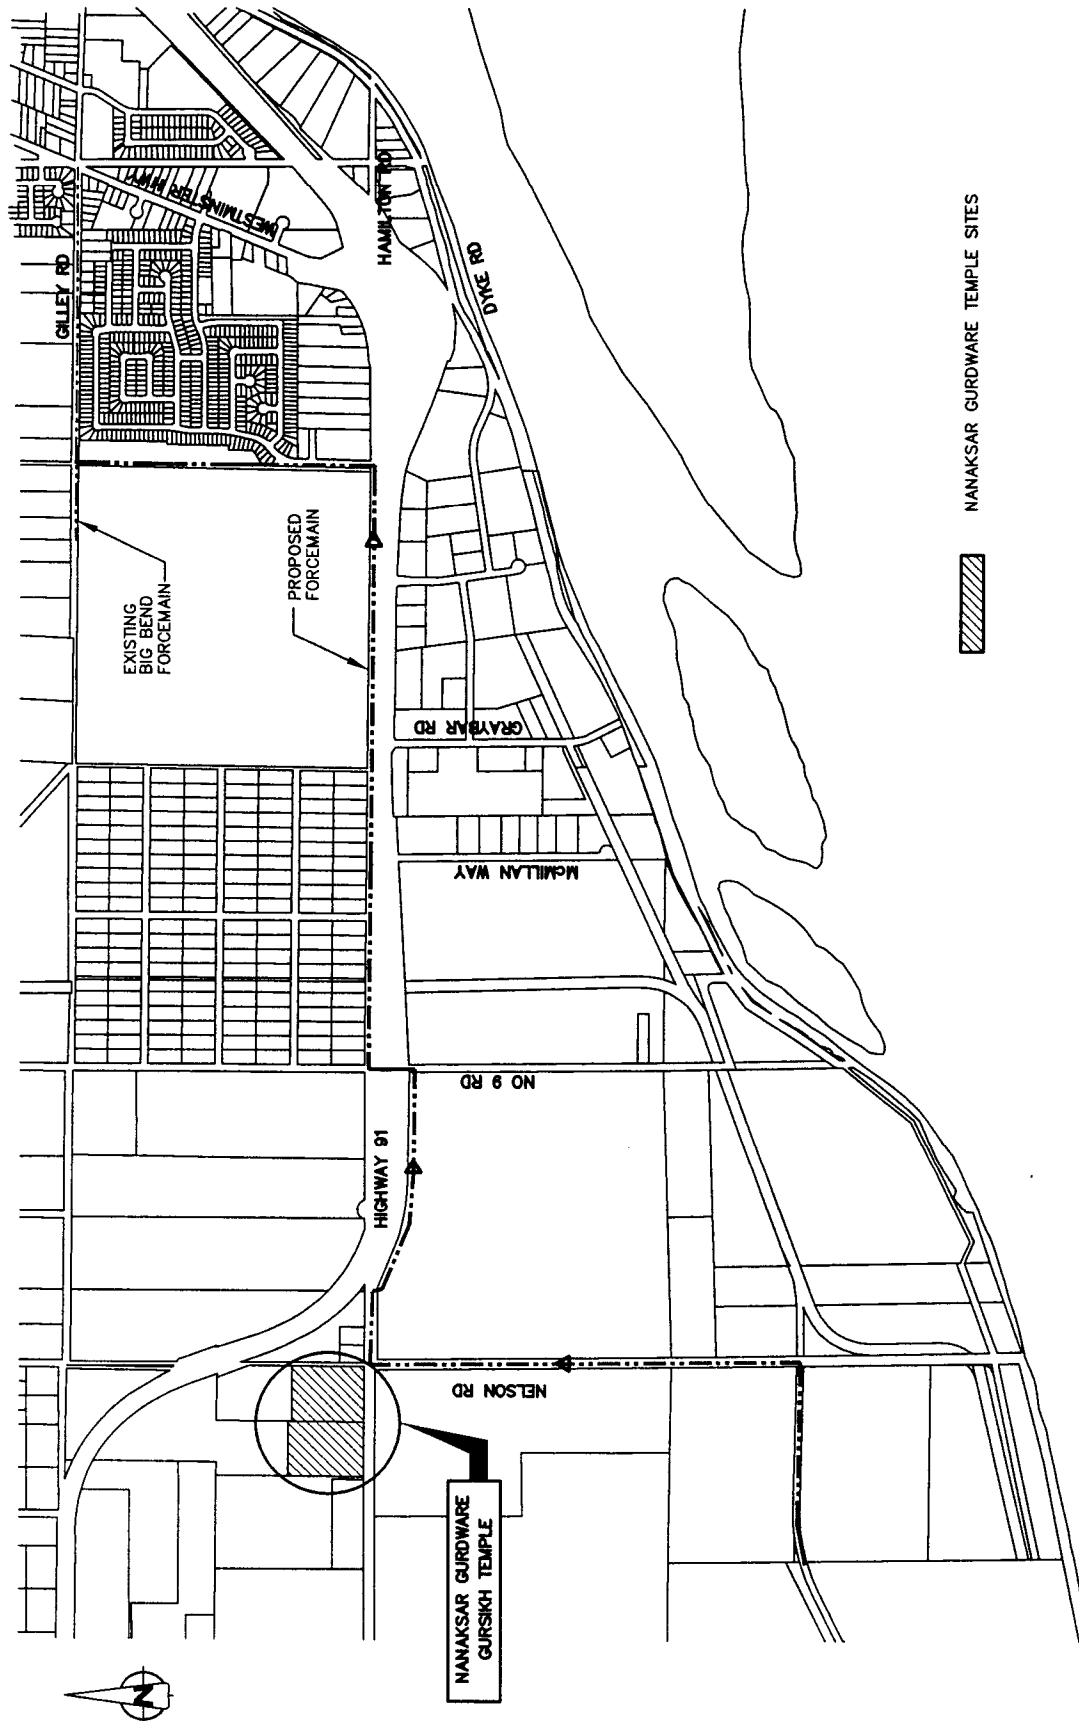 GILLEY RD
WESTMINSTER HWY
HAMILTON RD
DYKE RD
EXISTING
BIG BEND
FORCEMAIN
PROPOSED
FORCEMAIN
GRAYBAR RD
McMILLAN WAY
NO 9 RD
HIGHWAY 91
NELSON RD
NANAKSAR GURDWARE
GURSIKH TEMPLE
N
NANAKSAR GURDWARE TEMPLE SITES